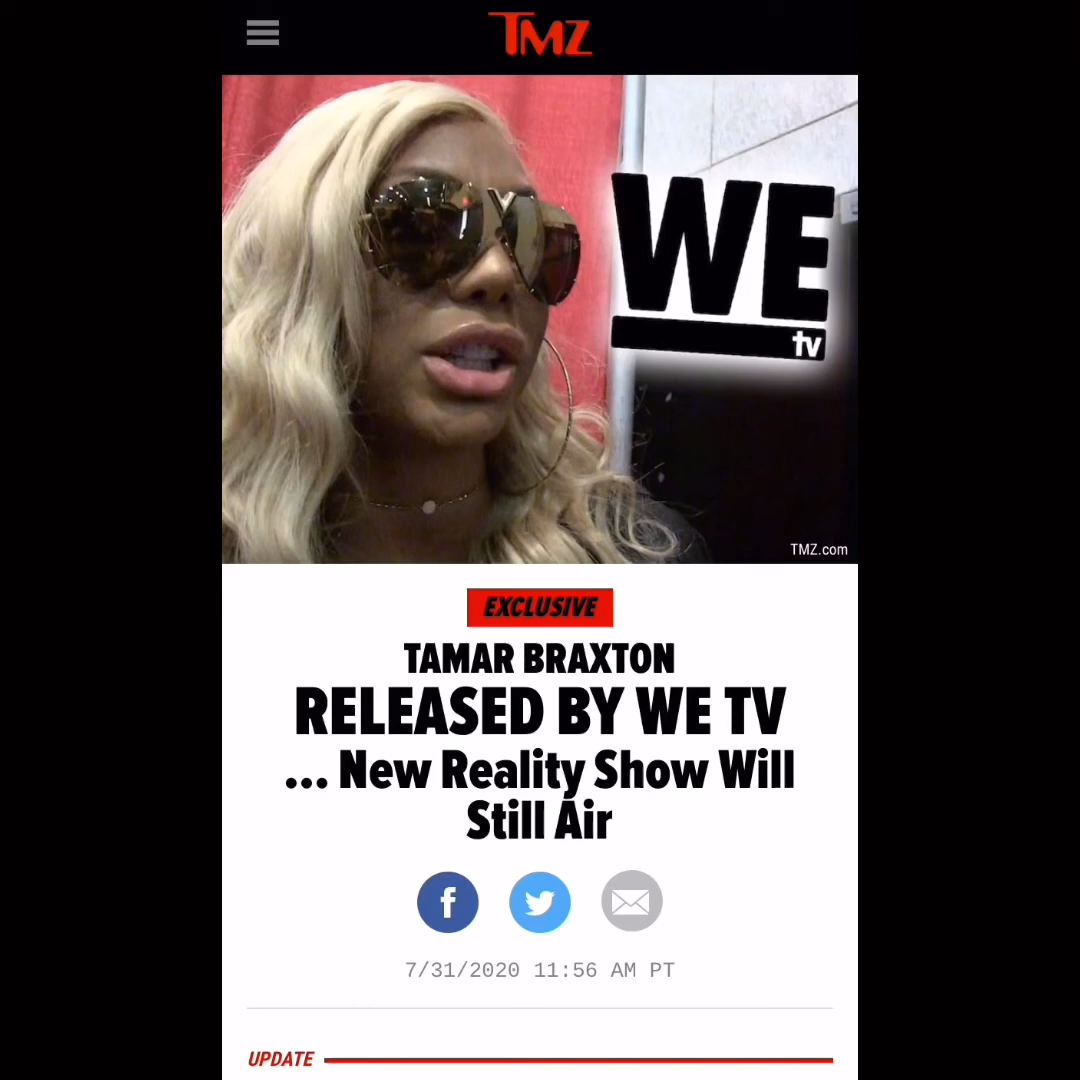 TMZ
WE
tv
TMZ.com
EXCLUSIVE
TAMAR BRAXTON
RELEASED BY WE TV
... New Reality Show Will
Still Air
f
7/31/2020 11:56 AM PT
UPDATE